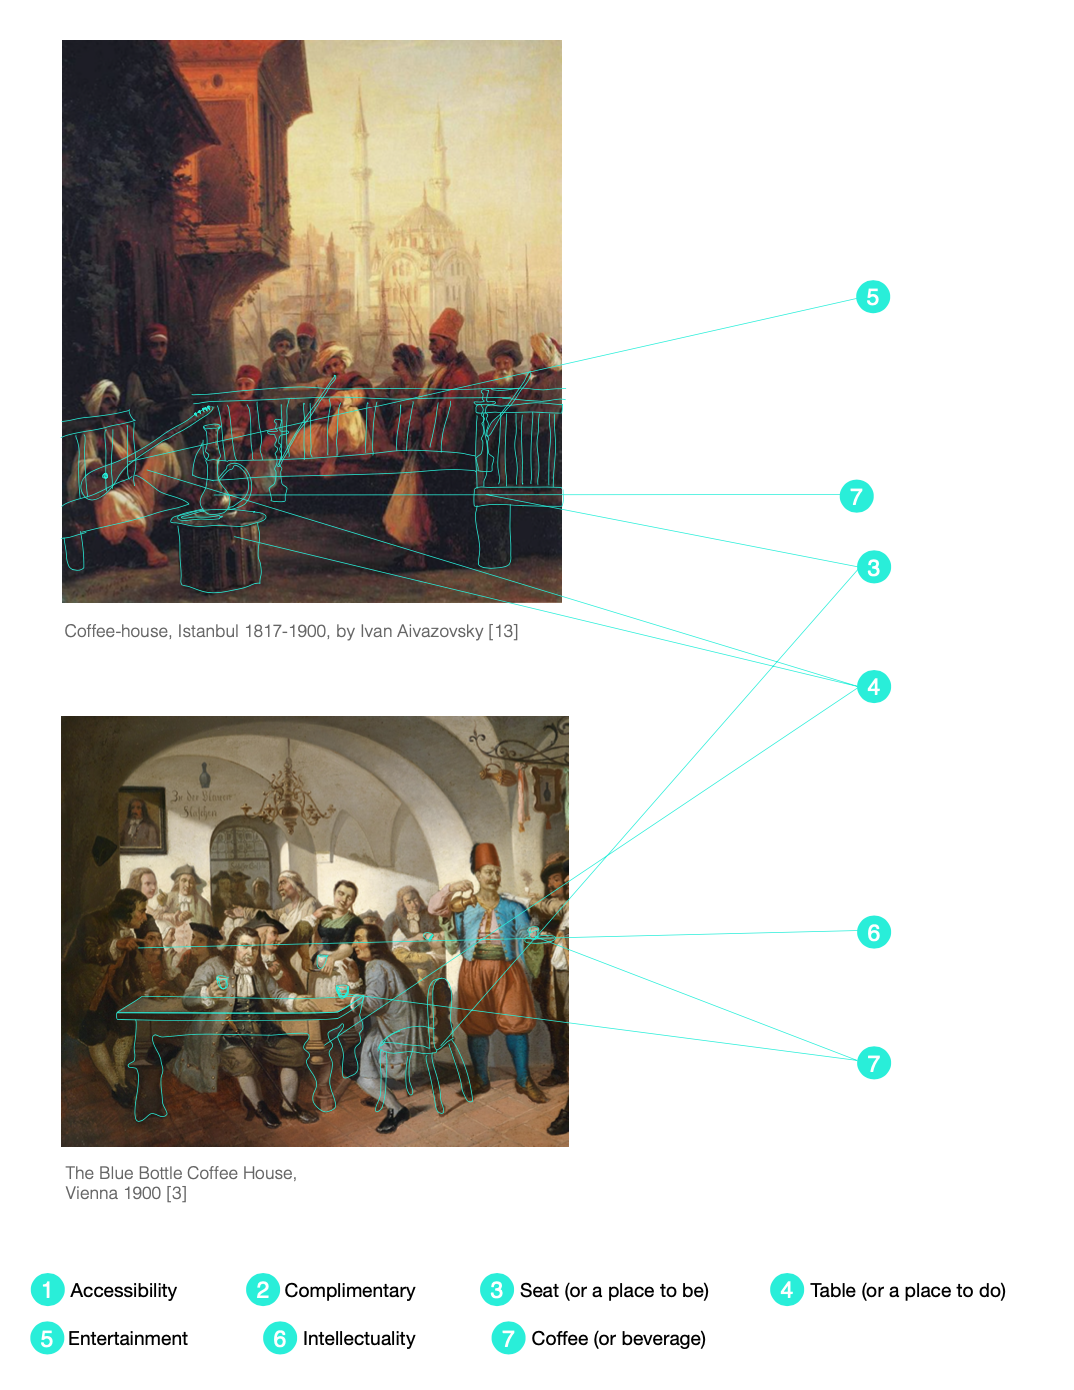 5
7
3
Coffee-house, Istanbul 1817-1900, by Ivan Aivazovsky [13]
4
Zu der Blauen
Flaschen
6
7
The Blue Bottle Coffee House,
Vienna 1900 [3]
1 Accessibility 2 Complimentary 3 Seat (or a place to be) 4 Table (or a place to do)
5 Entertainment 6 Intellectuality 7 Coffee (or beverage)